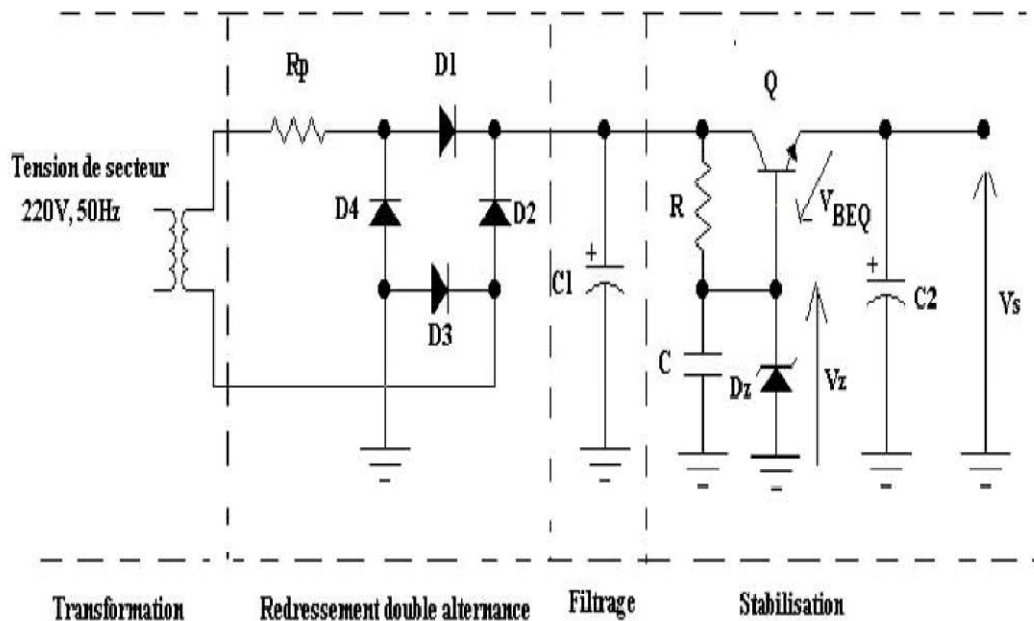 Rp
D1
Q
Tension de secteur
220V, 50Hz
D4
D2
D3
C1
+
R
C
Dz
Vz
VBEQ
+
C2
Vs
Transformation
Redressement double alternance
Filtrage
Stabilisation